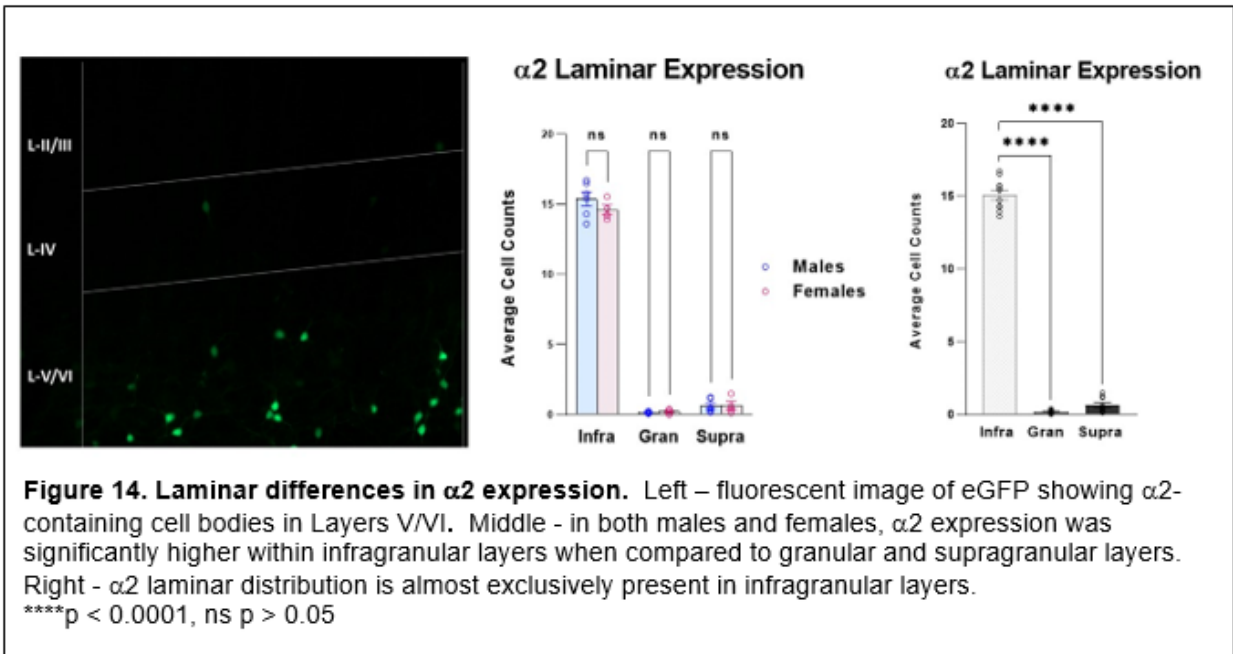 L-II/III
L-IV
L-V/VI
α2 Laminar Expression
ns
ns
ns
20
15
10
5
0
Average Cell Counts
Infra
Gran
Supra
Males
Females
α2 Laminar Expression
****
****
20
15
10
5
0
Average Cell Counts
Infra
Gran
Supra
Figure 14. Laminar differences in α2 expression. Left – fluorescent image of eGFP showing α2-
containing cell bodies in Layers V/VI. Middle - in both males and females, α2 expression was
significantly higher within infragranular layers when compared to granular and supragranular layers.
Right - α2 laminar distribution is almost exclusively present in infragranular layers.
****p < 0.0001, ns p > 0.05